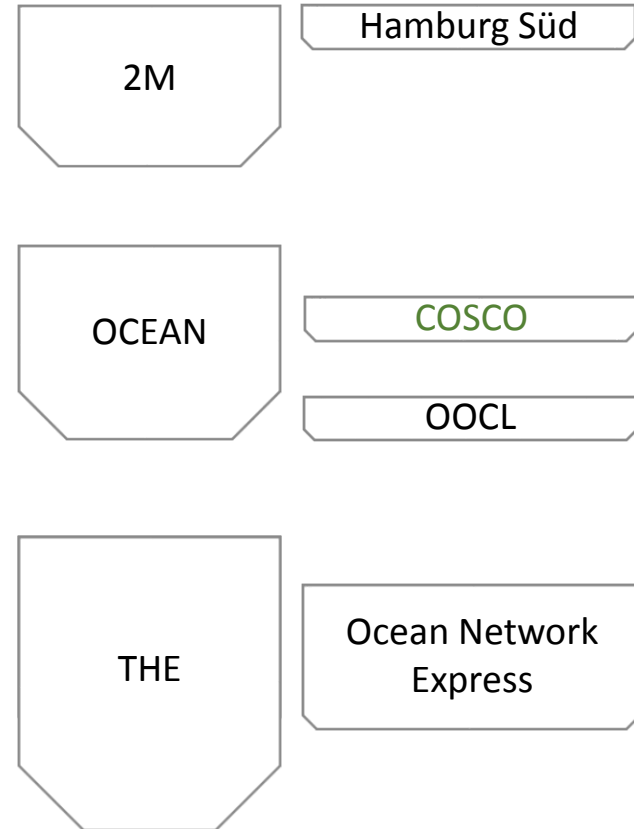 2M
Hamburg Süd
OCEAN
COSCO
OOCL
THE
Ocean Network
Express